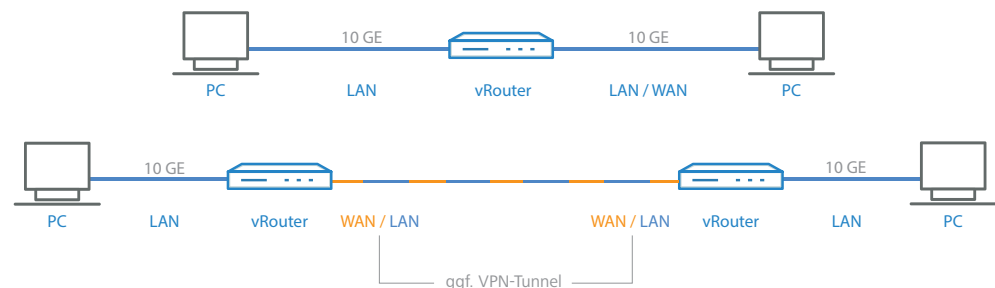 10 GE 10 GE
PC LAN vRouter LAN / WAN PC
10 GE 10 GE
PC LAN vRouter WAN / LAN WAN / LAN vRouter LAN PC
ggf. VPN-Tunnel